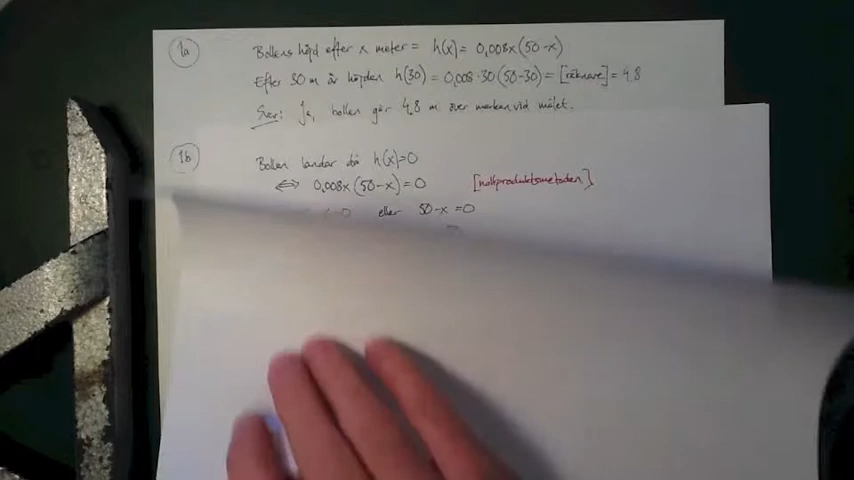 1a Bollens höjd efter x meter = h(x) = 0,008x(50-x)
Efter 30 m är höjden h(30) = 0,008·30(50-30) = [räknare] = 4,8
Svar: Ja, bollen går 4,8 m över marken vid målet.
1b Bollen landar då h(x)=0
⟺ 0,008x(50-x)=0 [nollproduktsmetoden]
=0 eller 50-x=0